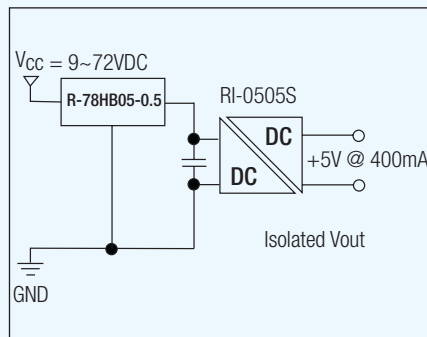 VCC = 9~72VDC
R-78HB05-0.5
RI-0505S
DC
DC
+5V @ 400mA
Isolated Vout
GND